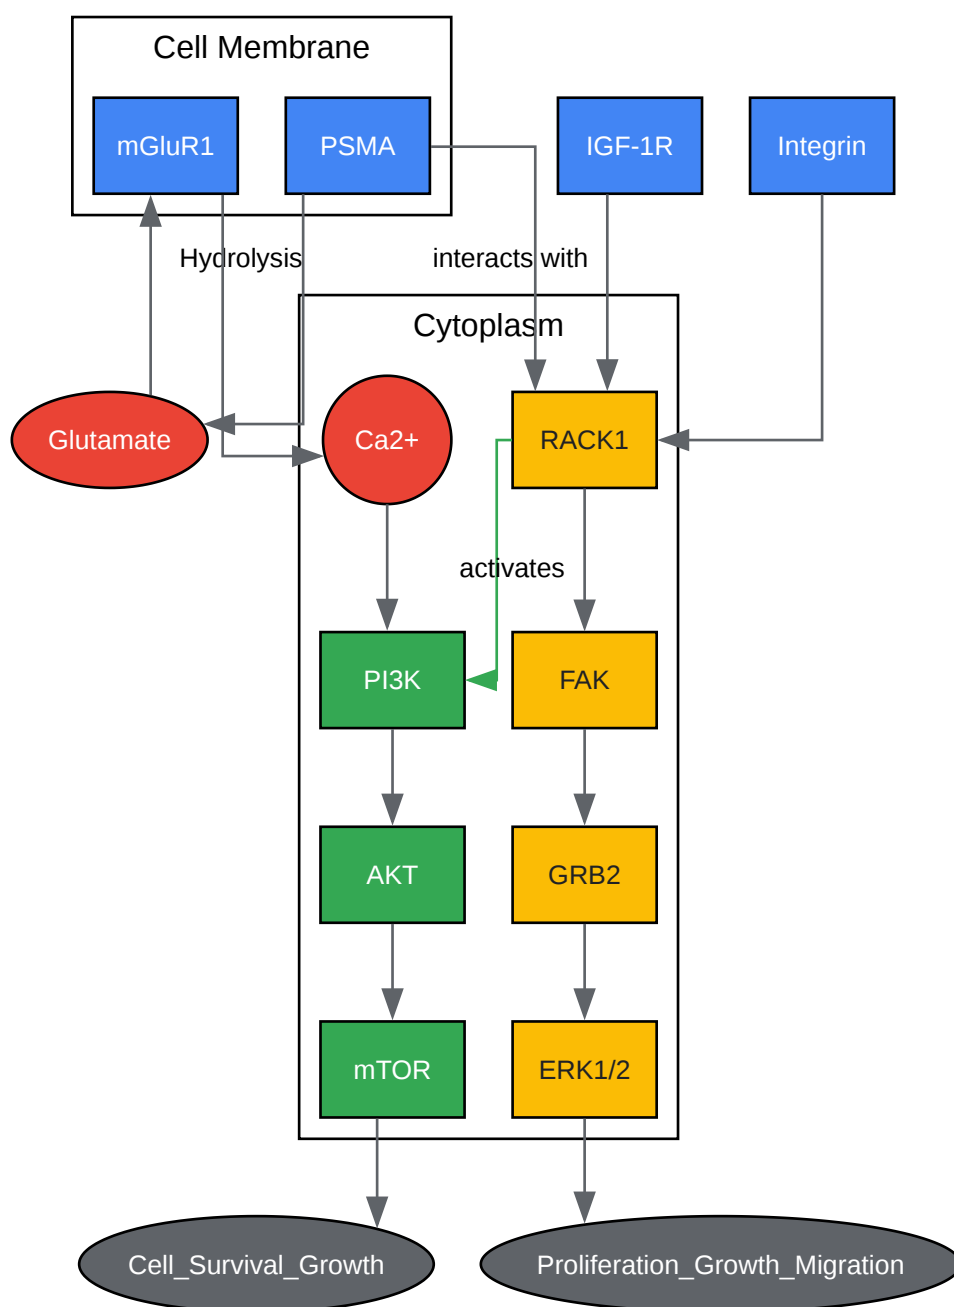 Cell Membrane
mGluR1
PSMA
IGF-1R
Integrin
Hydrolysis
interacts with
Cytoplasm
Glutamate
Ca2+
RACK1
activates
PI3K
FAK
AKT
GRB2
mTOR
ERK1/2
Cell_Survival_Growth
Proliferation_Growth_Migration